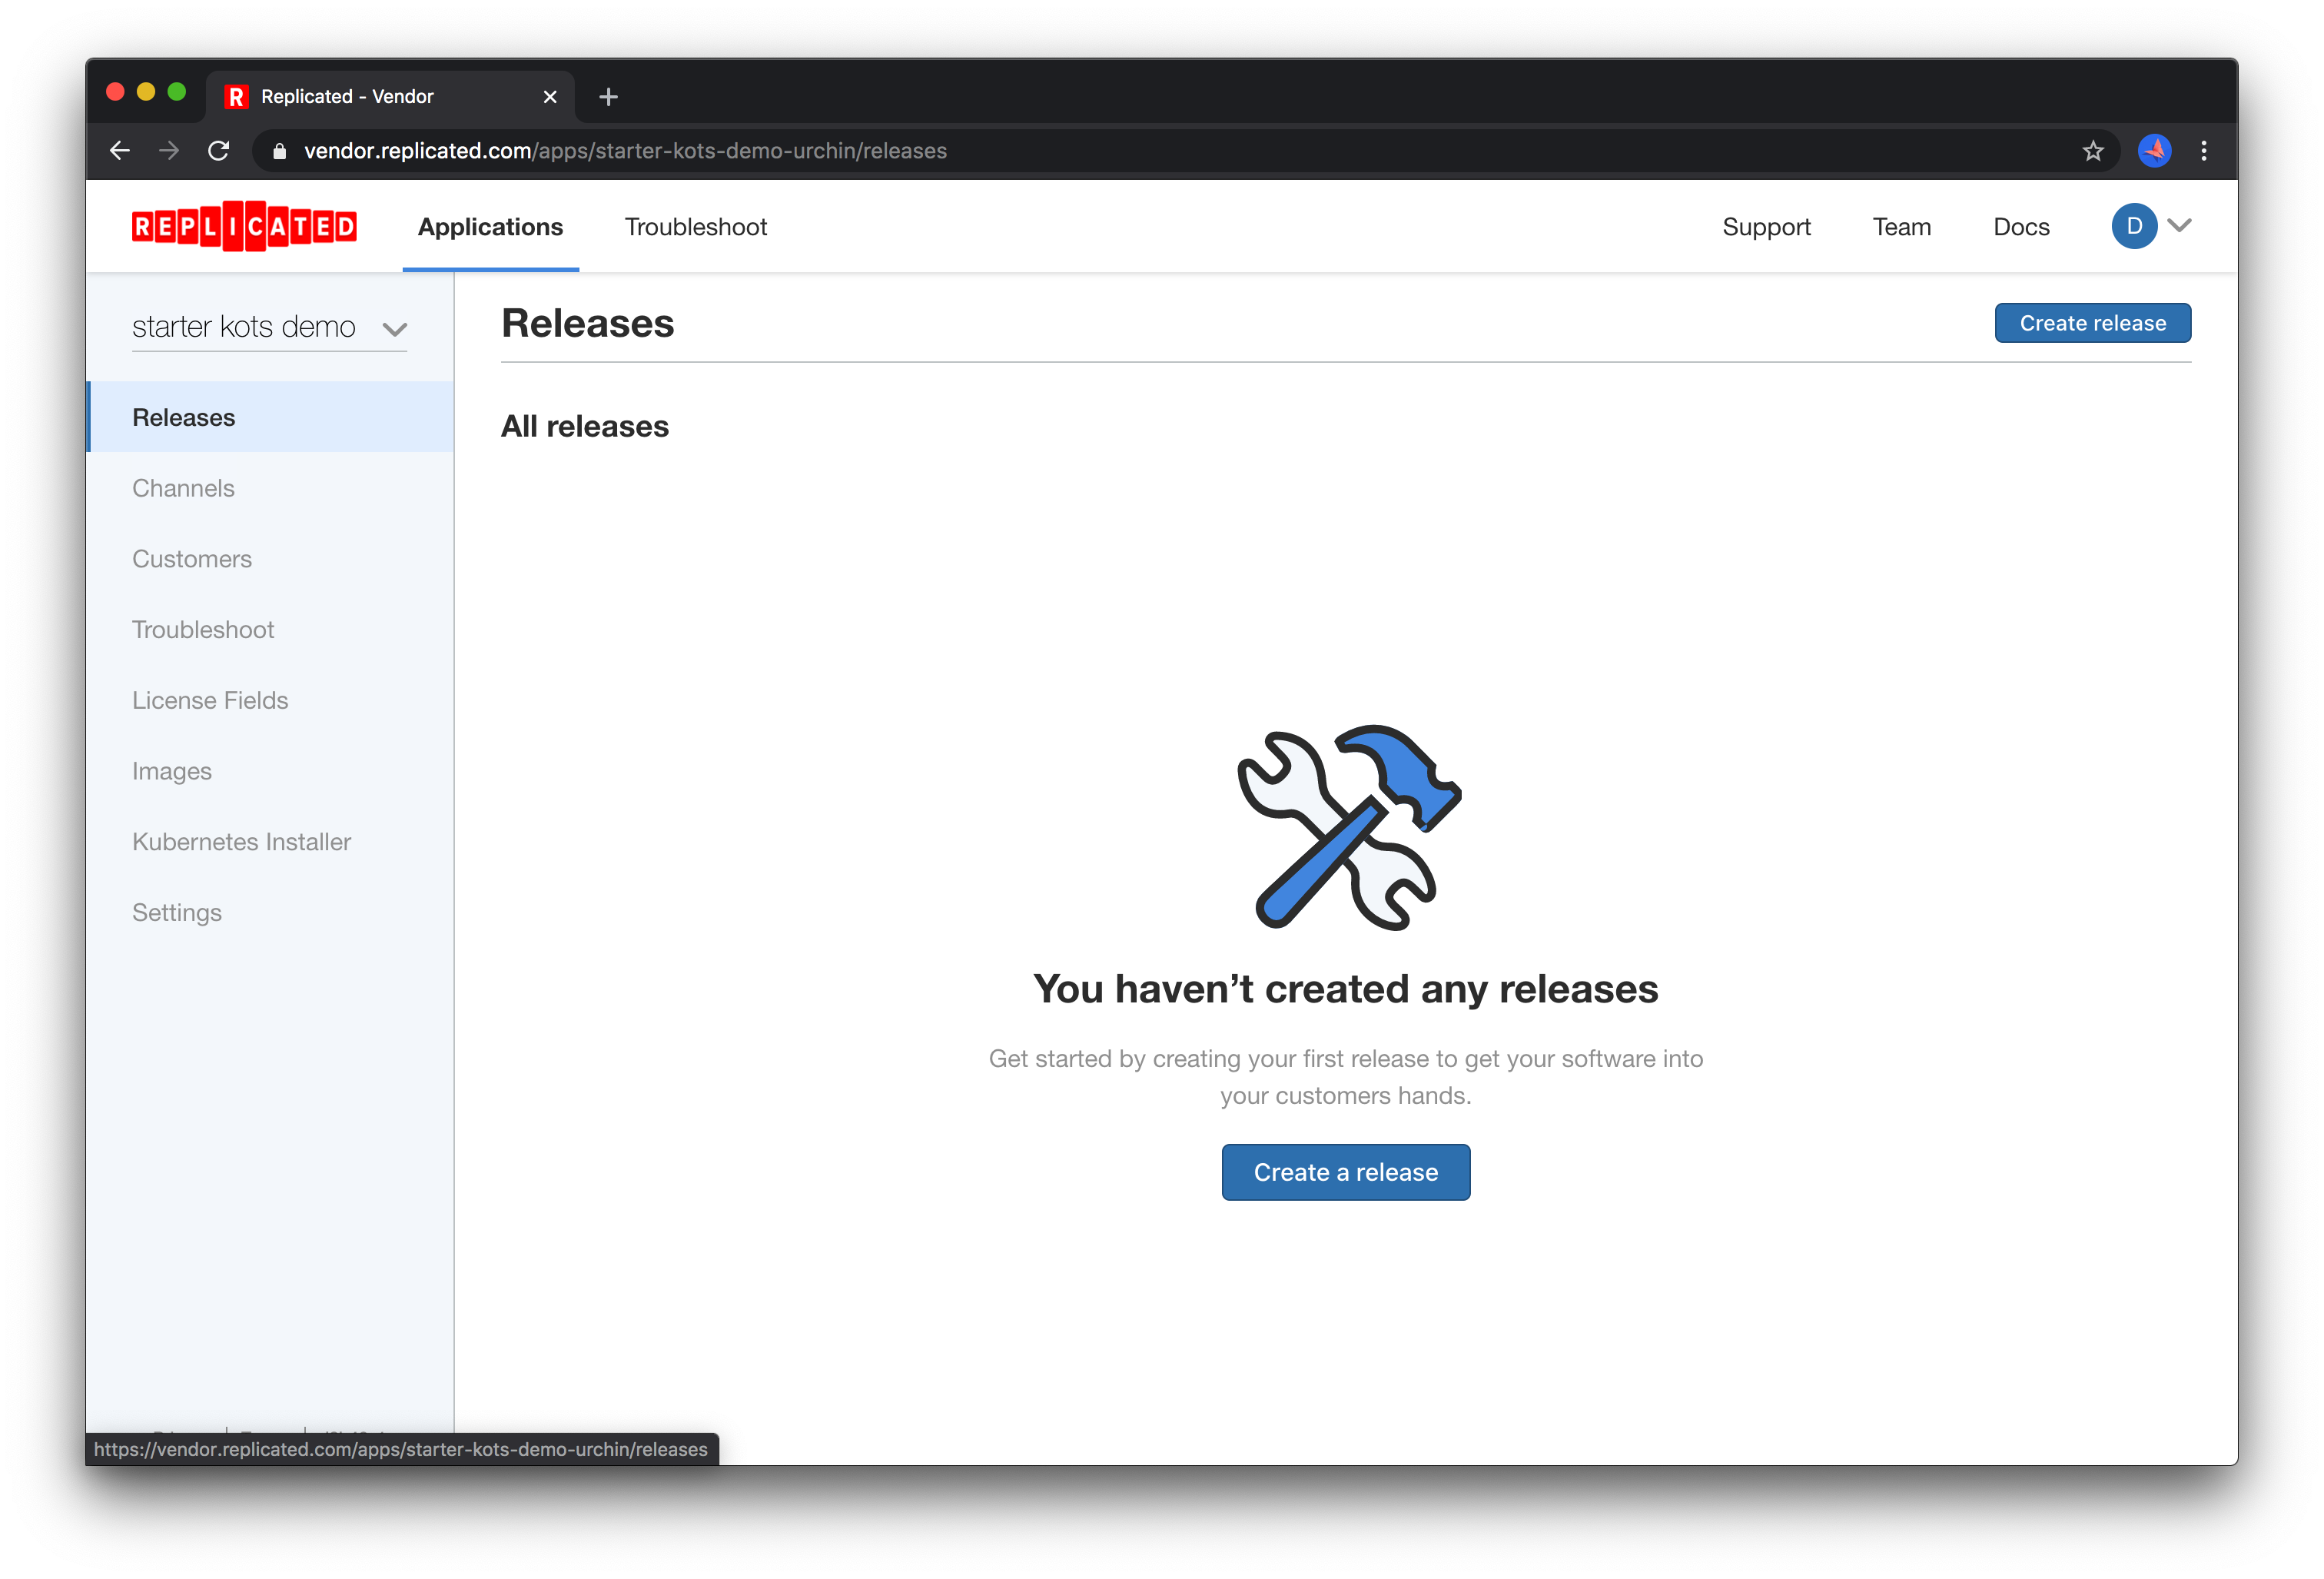 Replicated - Vendor
vendor.replicated.com/apps/starter-kots-demo-urchin/releases
REPLICATED
Applications
Troubleshoot
Support
Team
Docs
D
starter kots demo
Releases
Channels
Customers
Troubleshoot
License Fields
Images
Kubernetes Installer
Settings
Releases
Create release
All releases
You haven’t created any releases
Get started by creating your first release to get your software into
your customers hands.
Create a release
https://vendor.replicated.com/apps/starter-kots-demo-urchin/releases